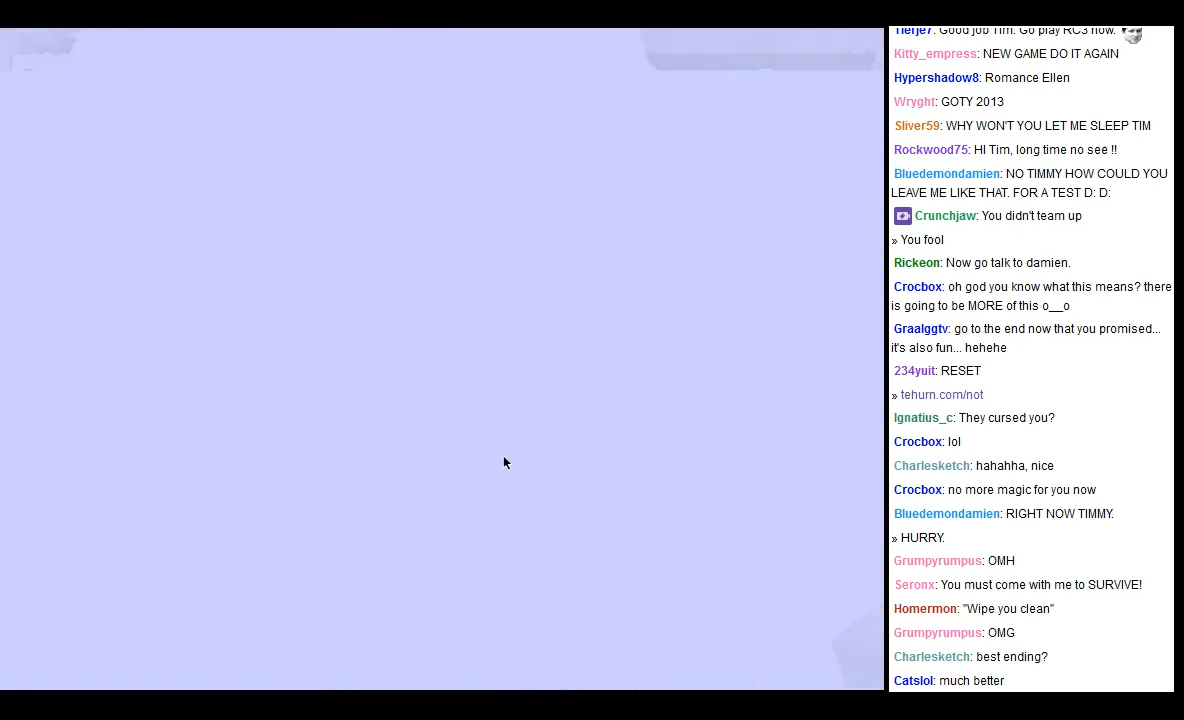 Tierje7: Good job Tim. Go play RC3 now.
Kitty_empress: NEW GAME DO IT AGAIN
Hypershadow8: Romance Ellen
Wryght: GOTY 2013
Sliver59: WHY WON'T YOU LET ME SLEEP TIM
Rockwood75: HI Tim, long time no see !!
Bluedemondamien: NO TIMMY HOW COULD YOU
LEAVE ME LIKE THAT. FOR A TEST D: D:
Crunchjaw: You didn't team up
» You fool
Rickeon: Now go talk to damien.
Crocbox: oh god you know what this means? there
is going to be MORE of this o__o
Graalggtv: go to the end now that you promised...
it's also fun... hehehe
234yuit: RESET
» tehurn.com/not
Ignatius_c: They cursed you?
Crocbox: lol
Charlesketch: hahahha, nice
Crocbox: no more magic for you now
Bluedemondamien: RIGHT NOW TIMMY.
» HURRY.
Grumpyrumpus: OMH
Seronx: You must come with me to SURVIVE!
Homermon: "Wipe you clean"
Grumpyrumpus: OMG
Charlesketch: best ending?
Catslol: much better